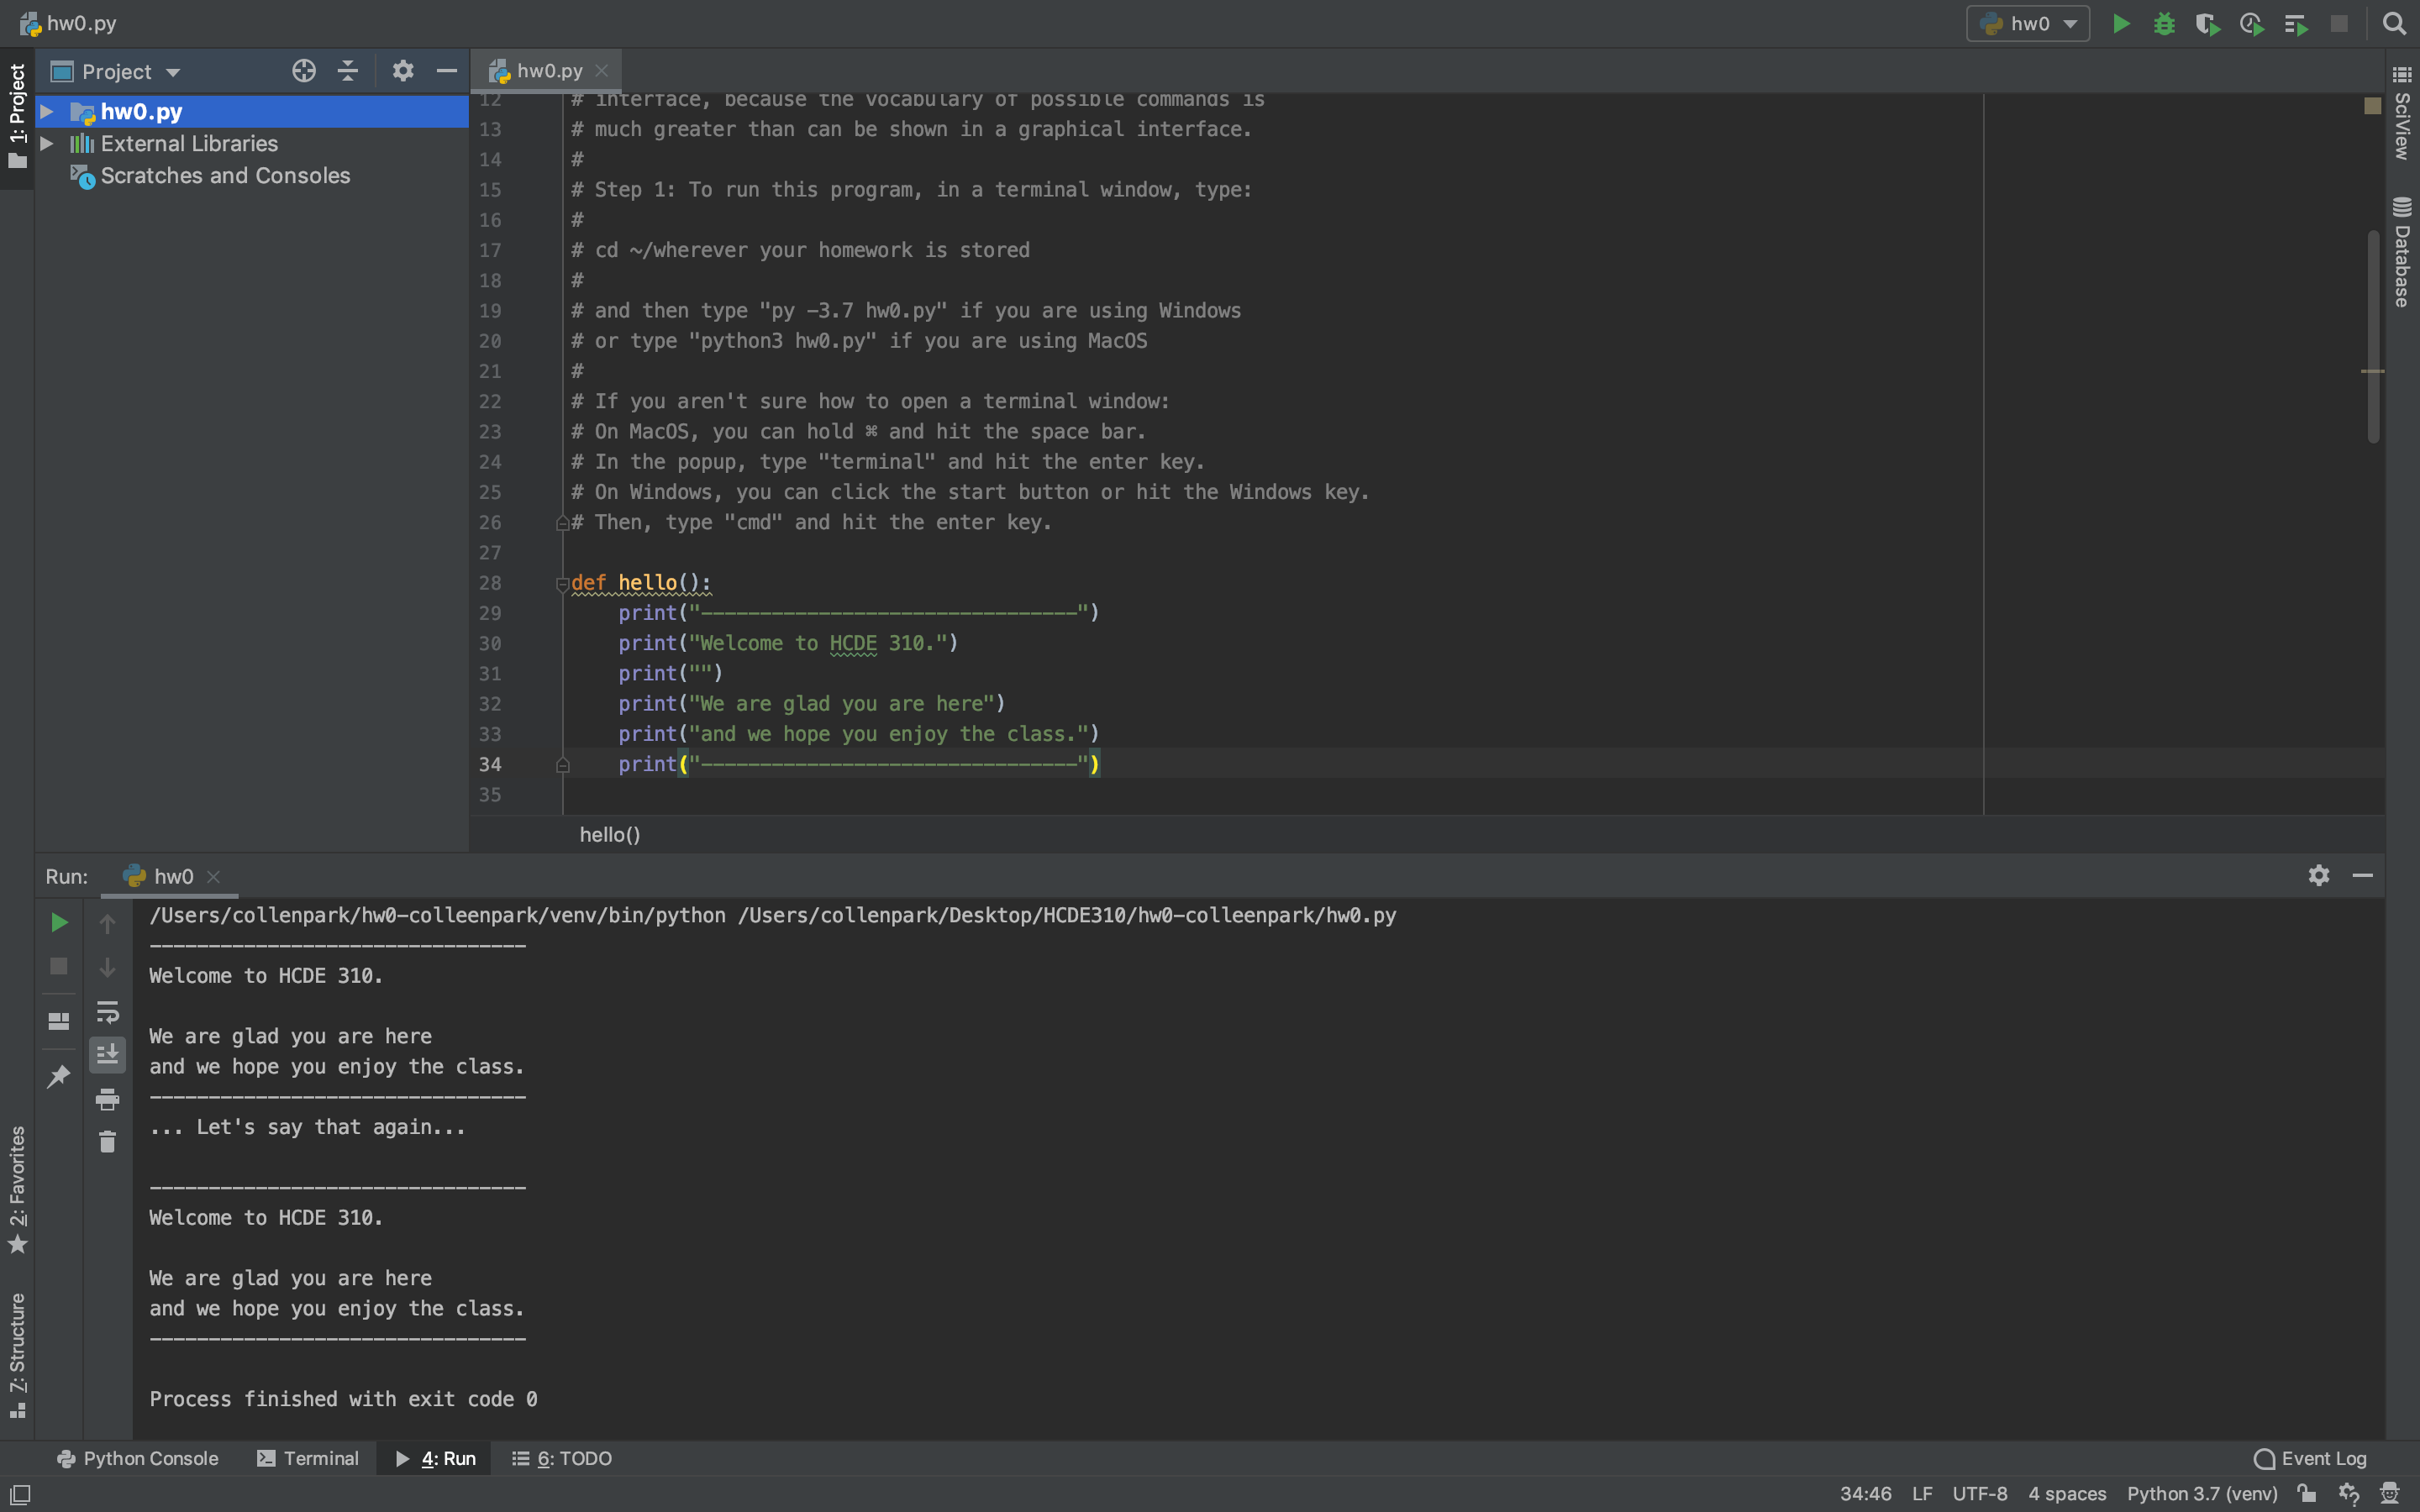 hw0.py
hw0
1: Project
Project
hw0.py
External Libraries
Scratches and Consoles
hw0.py
12 # interface, because the vocabulary of possible commands is
13 # much greater than can be shown in a graphical interface.
14 #
15 # Step 1: To run this program, in a terminal window, type:
16 #
17 # cd ~/wherever your homework is stored
18 #
19 # and then type "py -3.7 hw0.py" if you are using Windows
20 # or type "python3 hw0.py" if you are using MacOS
21 #
22 # If you aren't sure how to open a terminal window:
23 # On MacOS, you can hold ⌘ and hit the space bar.
24 # In the popup, type "terminal" and hit the enter key.
25 # On Windows, you can click the start button or hit the Windows key.
26 # Then, type "cmd" and hit the enter key.
27
28 def hello():
29     print("--------------------------------")
30     print("Welcome to HCDE 310.")
31     print("")
32     print("We are glad you are here")
33     print("and we hope you enjoy the class.")
34     print("--------------------------------")
35
hello()
SciView
Database
Run:
hw0
/Users/collenpark/hw0-colleenpark/venv/bin/python /Users/collenpark/Desktop/HCDE310/hw0-colleenpark/hw0.py
--------------------------------
Welcome to HCDE 310.

We are glad you are here
and we hope you enjoy the class.
--------------------------------
... Let's say that again...

--------------------------------
Welcome to HCDE 310.

We are glad you are here
and we hope you enjoy the class.
--------------------------------

Process finished with exit code 0
2: Favorites
7: Structure
Python Console
Terminal
4: Run
6: TODO
Event Log
34:46 LF UTF-8 4 spaces Python 3.7 (venv)